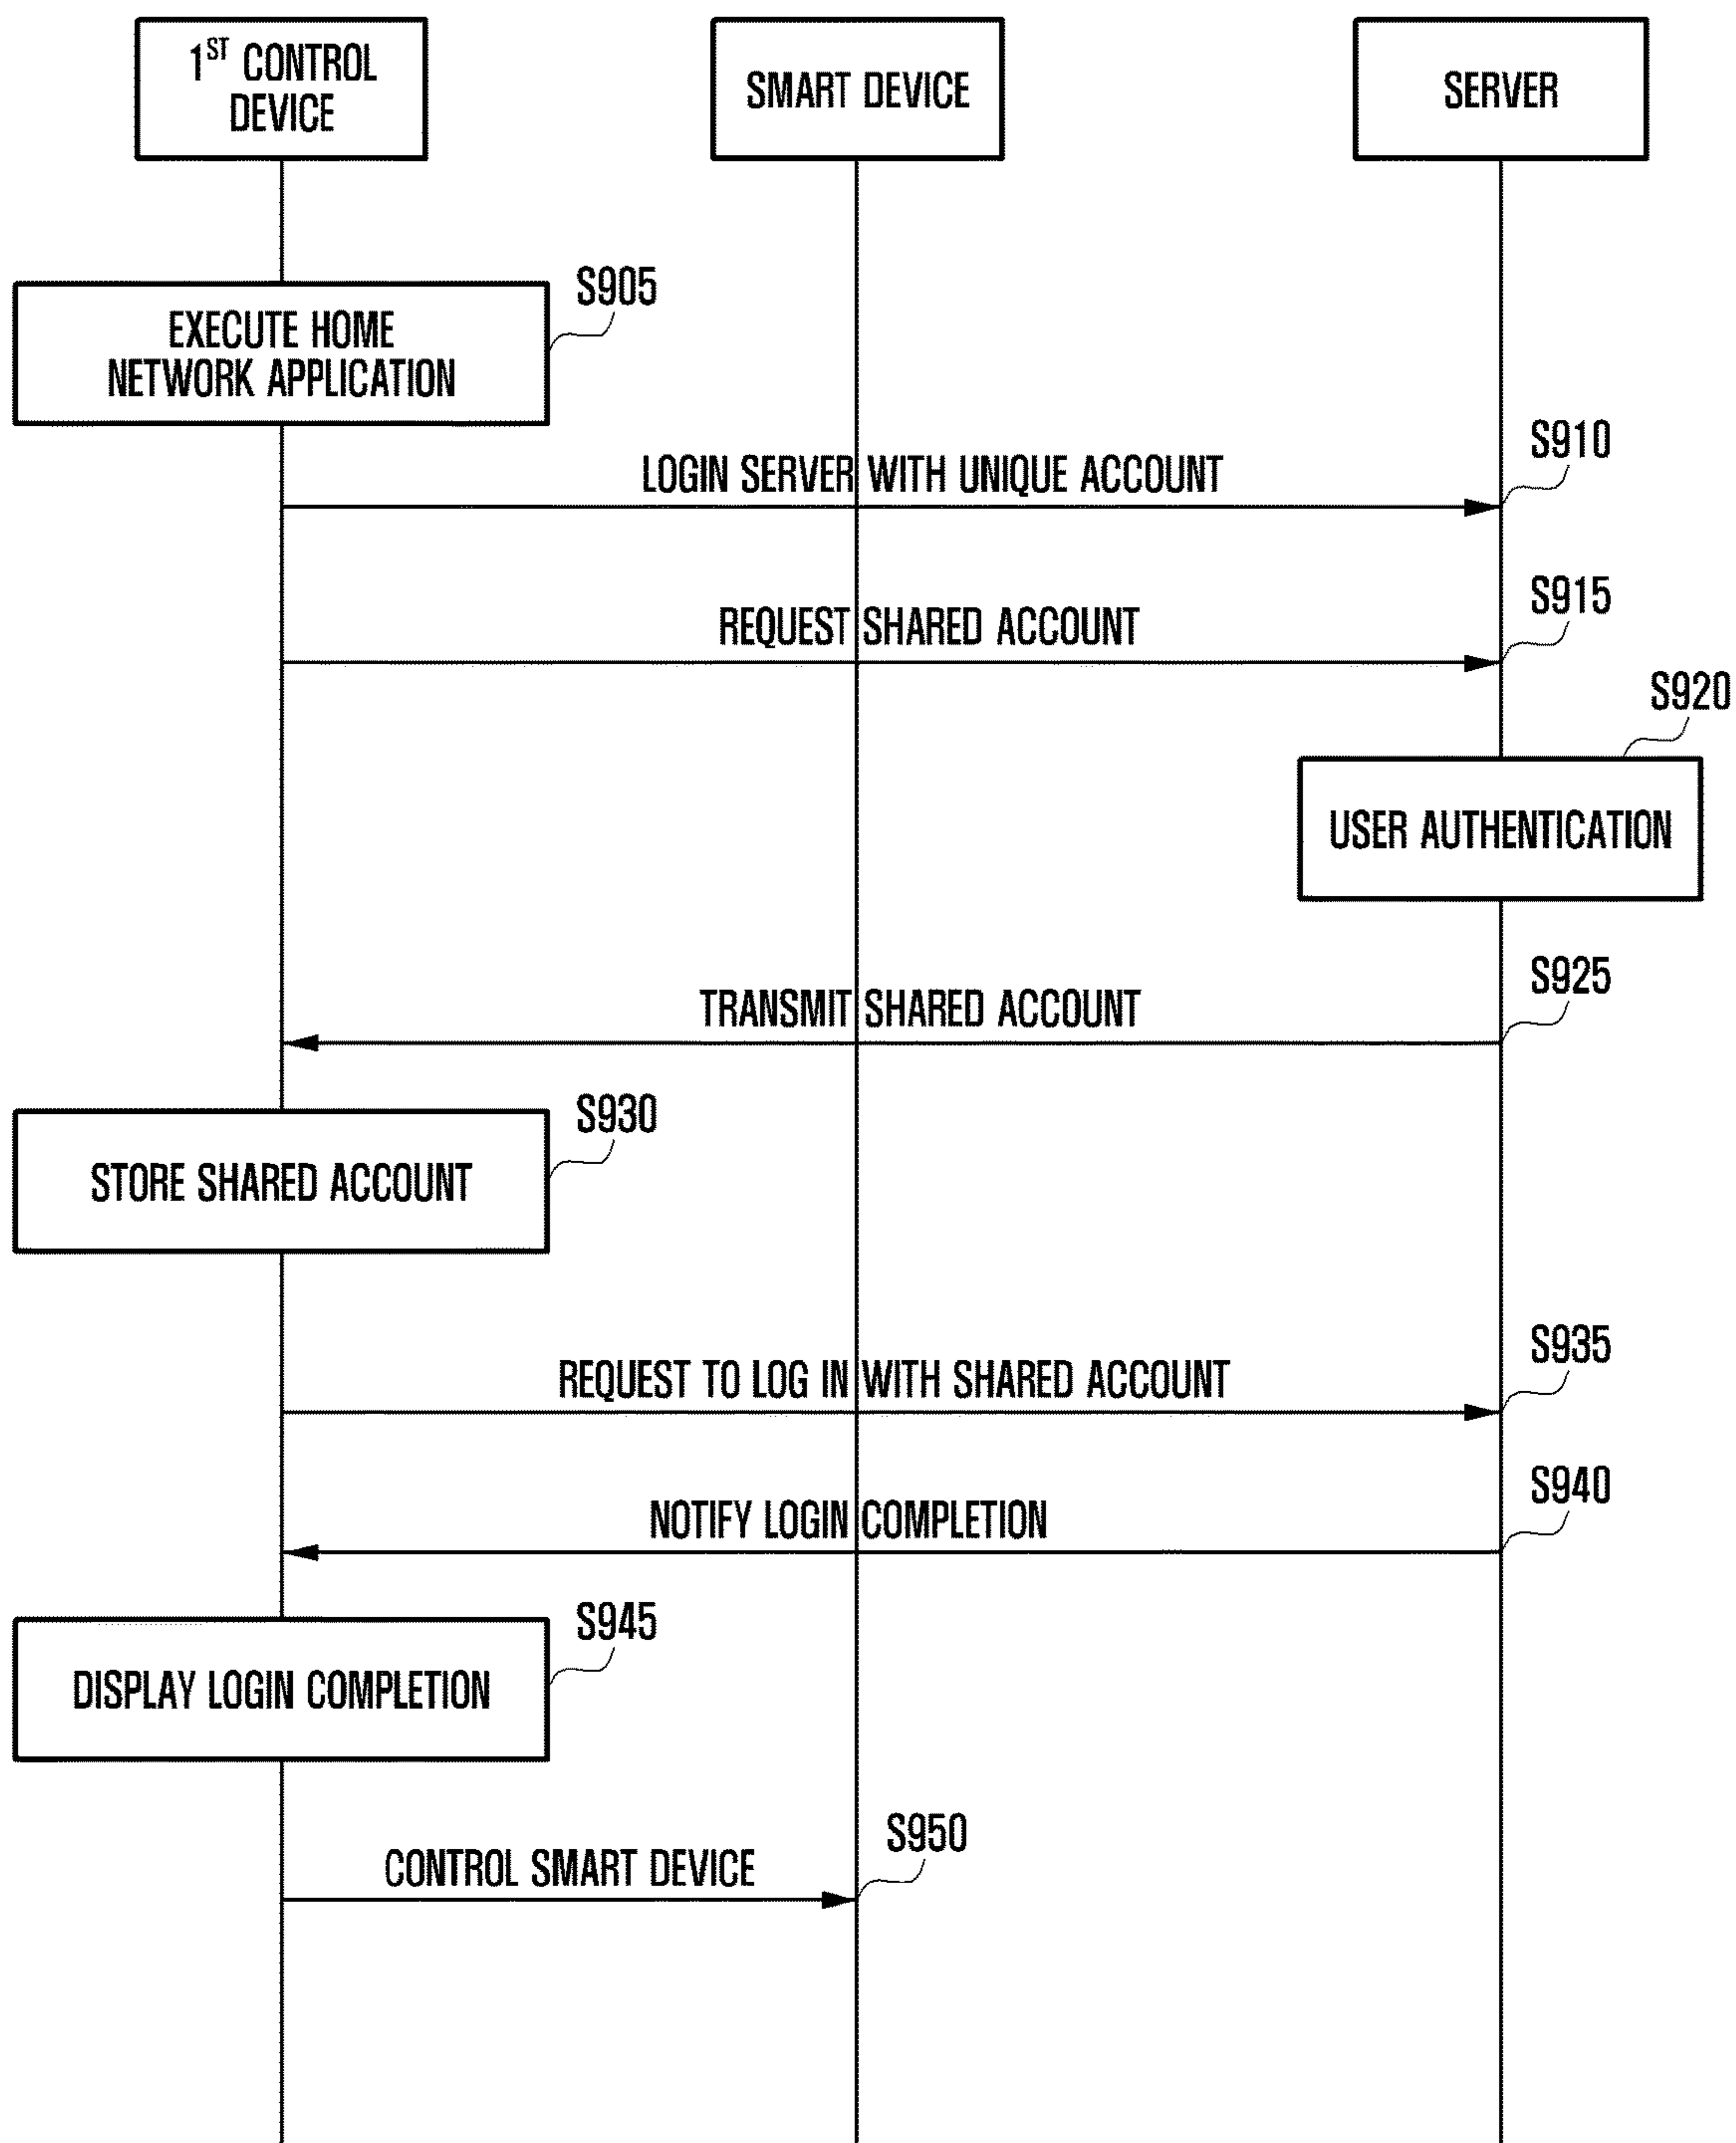 1ST CONTROL
DEVICE
SMART DEVICE
SERVER
S905
EXECUTE HOME
NETWORK APPLICATION
S910
LOGIN SERVER WITH UNIQUE ACCOUNT
S915
REQUEST SHARED ACCOUNT
S920
USER AUTHENTICATION
S925
TRANSMIT SHARED ACCOUNT
S930
STORE SHARED ACCOUNT
S935
REQUEST TO LOG IN WITH SHARED ACCOUNT
S940
NOTIFY LOGIN COMPLETION
S945
DISPLAY LOGIN COMPLETION
S950
CONTROL SMART DEVICE